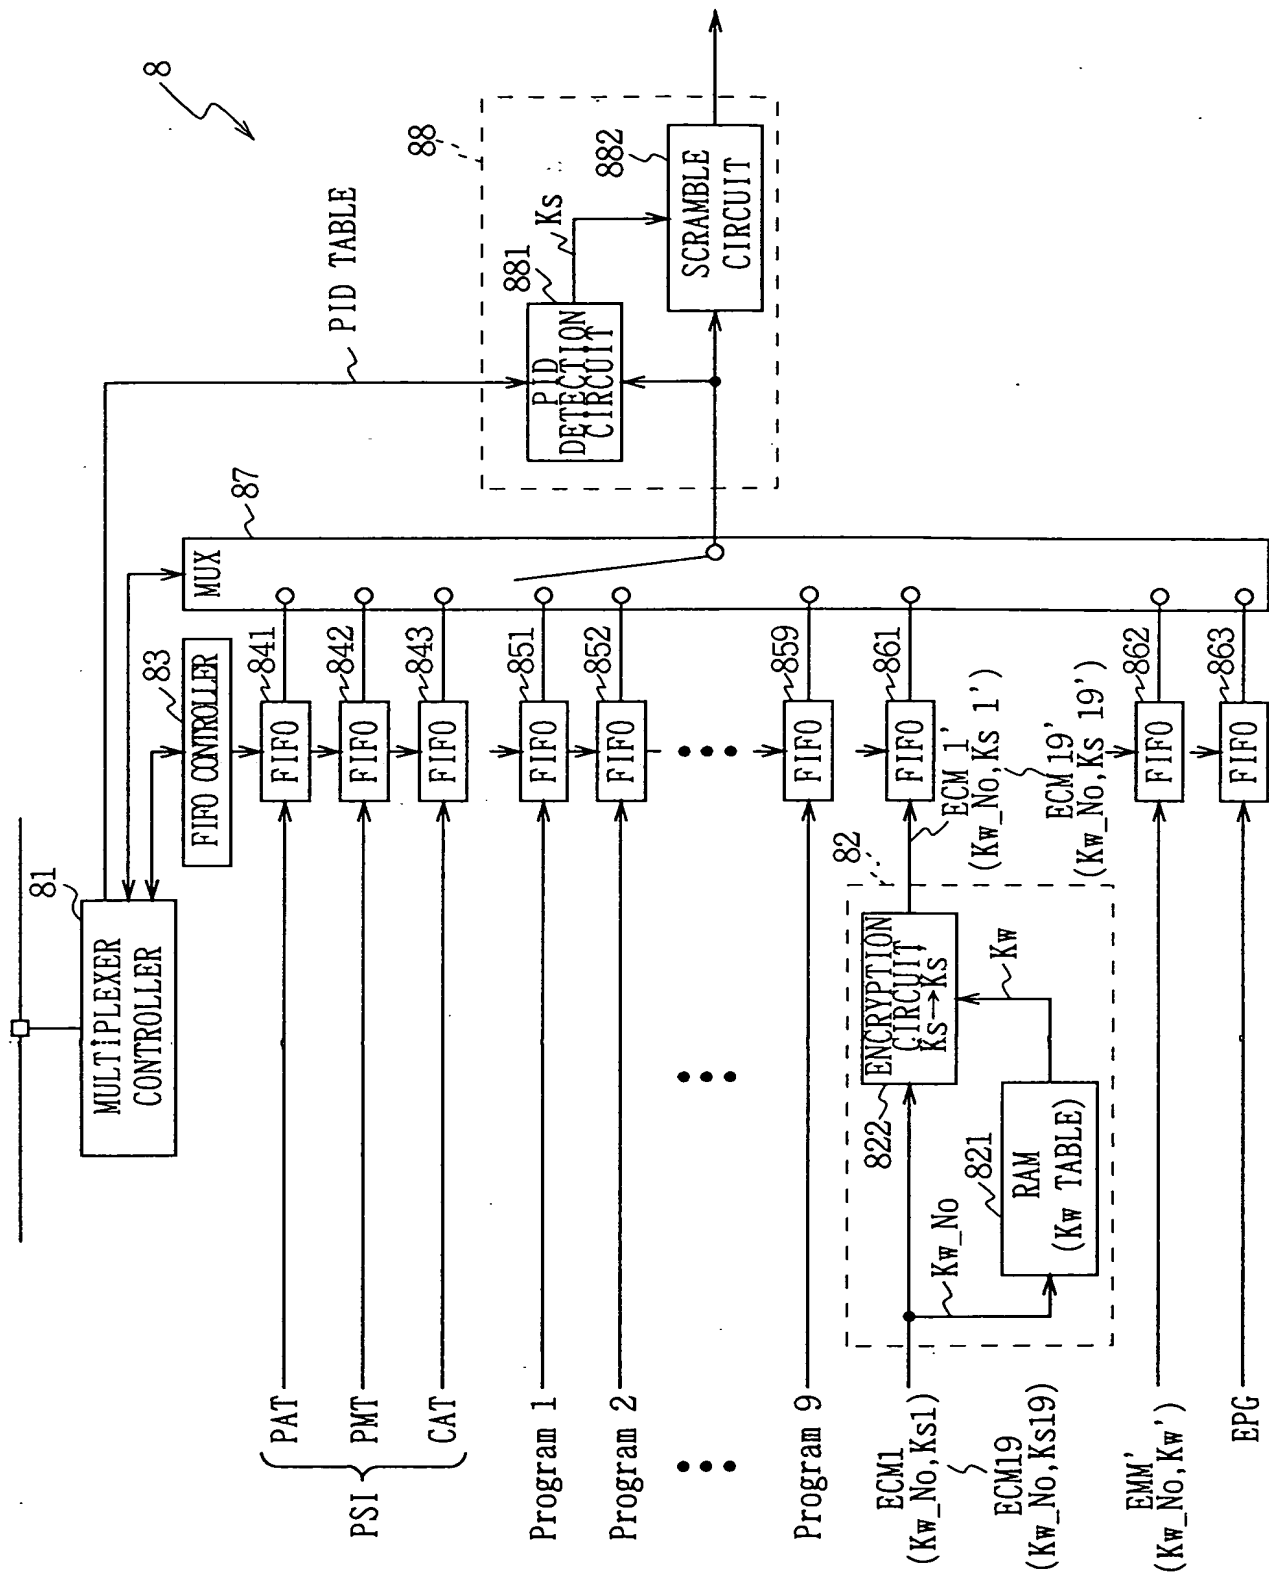 8
81
MULTIPLEXER
CONTROLLER
PID TABLE
83
FIFO CONTROLLER
87
MUX
88
881
PID
DETECTION
CIRCUIT
Ks
882
SCRAMBLE
CIRCUIT
PSI
PAT
FIFO
841
PMT
FIFO
842
CAT
FIFO
843
Program 1
FIFO
851
Program 2
FIFO
852
Program 9
FIFO
859
ECM1
(Kw_No,Ks1)
ECM19
(Kw_No,Ks19)
82
822
ENCRYPTION
CIRCUIT
Ks→Ks'
Kw_No
821
RAM
(Kw TABLE)
Kw
FIFO
861
ECM 1'
(Kw_No,Ks 1')
ECM 19'
(Kw_No,Ks 19')
EMM'
(Kw_No,Kw')
FIFO
862
EPG
FIFO
863